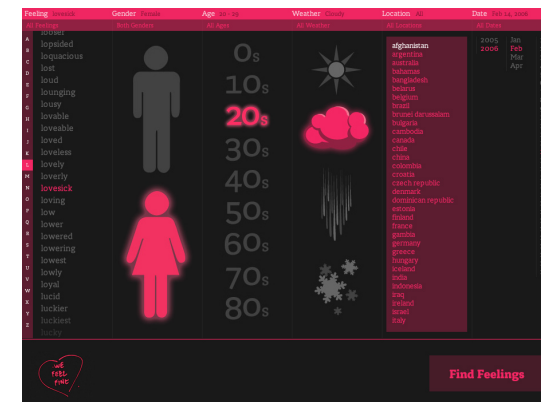 Feeling lovesick
Gender Female
Age 20 - 29
Weather Cloudy
Location All
Date Feb 14, 2006
All Feelings
Both Genders
All Ages
All Weather
All Locations
All Dates
A
B
C
D
E
F
G
H
I
J
K
L
M
N
O
P
Q
R
S
T
U
V
W
X
Y
Z
looser
lopsided
loquacious
lost
loud
lounging
lousy
lovable
loveable
loved
loveless
lovely
loverly
lovesick
loving
low
lower
lowered
lowering
lowest
lowly
loyal
lucid
luckier
luckiest
lucky
0s
10s
20s
30s
40s
50s
60s
70s
80s
afghanistan
argentina
australia
bahamas
bangladesh
belarus
belgium
brazil
brunei darussalam
bulgaria
cambodia
canada
chile
china
colombia
croatia
czech republic
denmark
dominican republic
estonia
finland
france
gambia
germany
greece
hungary
iceland
india
indonesia
iraq
ireland
israel
italy
2005
2006
Jan
Feb
Mar
Apr
WE
FEEL
FINE
Find Feelings